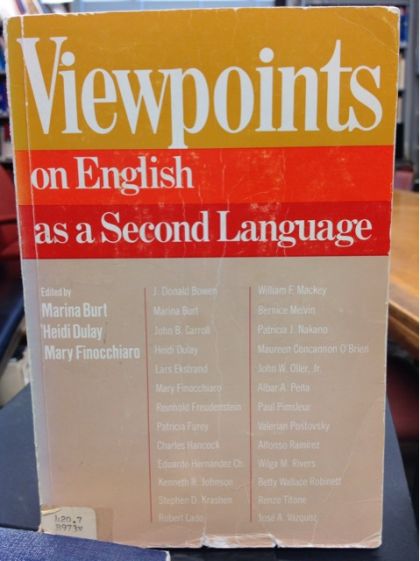 Viewpoints
on English
as a Second Language
Edited by
Marina Burt
Heidi Dulay
Mary Finocchiaro
J. Donald Bowen
Marina Burt
John B. Carroll
Heidi Dulay
Lars Ekstrand
Mary Finocchiaro
Reinhold Freudenstein
Patricia Furey
Charles Hancock
Eduardo Hernández Ch.
Kenneth R. Johnson
Stephen D. Krashen
Robert Lado
William F. Mackey
Bernice Melvin
Patricia J. Nakano
Maureen Concannon O'Brien
John W. Oller, Jr.
Albar A. Peña
Paul Pimsleur
Valerian Postovsky
Alfonso Ramírez
Wilga M. Rivers
Betty Wallace Robinett
Renzo Titone
José A. Vázquez
420.7
B973v